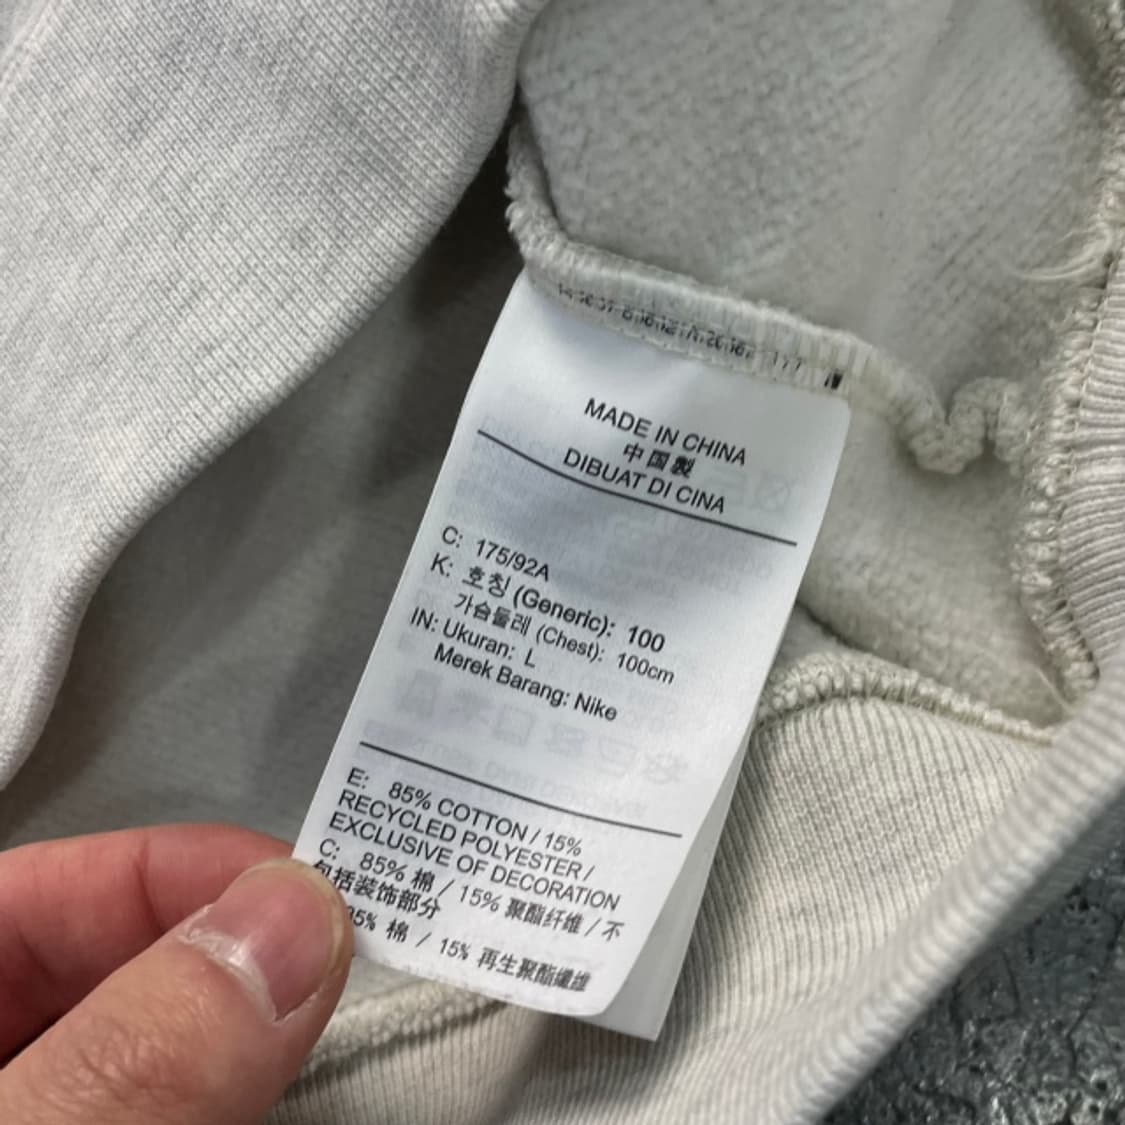 MADE IN CHINA
中国製
DIBUAT DI CINA
C: 175/92A
K: 호칭 (Generic): 100
가슴둘레 (Chest): 100cm
IN: Ukuran: L
Merek Barang: Nike
E: 85% COTTON / 15%
RECYCLED POLYESTER /
EXCLUSIVE OF DECORATION
C: 85% 棉 / 15% 聚酯纤维 / 不
包括装饰部分
85% 棉 / 15% 再生聚酯纖維